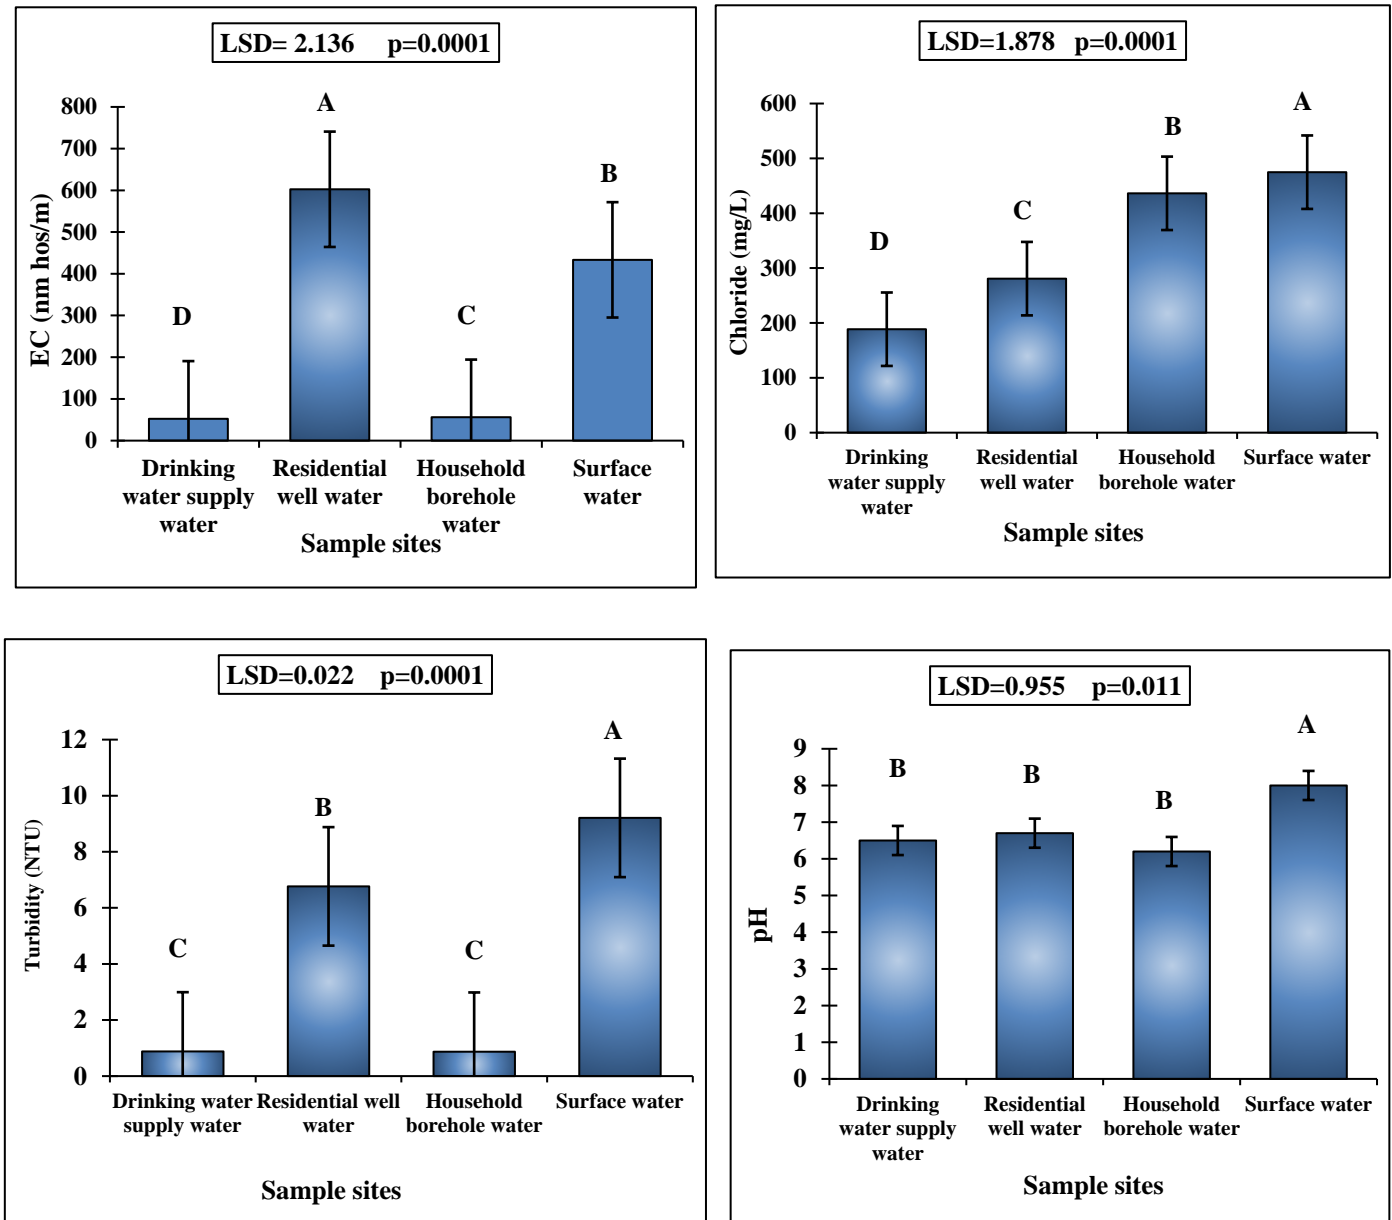 LSD= 2.136 p=0.0001
EC (nm hos/m)
800
700
600
500
400
300
200
100
0
D
A
C
B
Drinking
water supply
water
Residential
well water
Household
borehole
water
Surface
water
Sample sites
LSD=1.878 p=0.0001
Chloride (mg/L)
600
500
400
300
200
100
0
D
C
B
A
Drinking
water supply
water
Residential
well water
Household
borehole water
Surface water
Sample sites
LSD=0.022 p=0.0001
Turbidity (NTU)
12
10
8
6
4
2
0
C
B
C
A
Drinking water
supply water
Residential well
water
Household
borehole water
Surface water
Sample sites
LSD=0.955 p=0.011
pH
9
8
7
6
5
4
3
2
1
0
B
B
B
A
Drinking
water supply
water
Residential
well water
Household
borehole water
Surface water
Sample sites